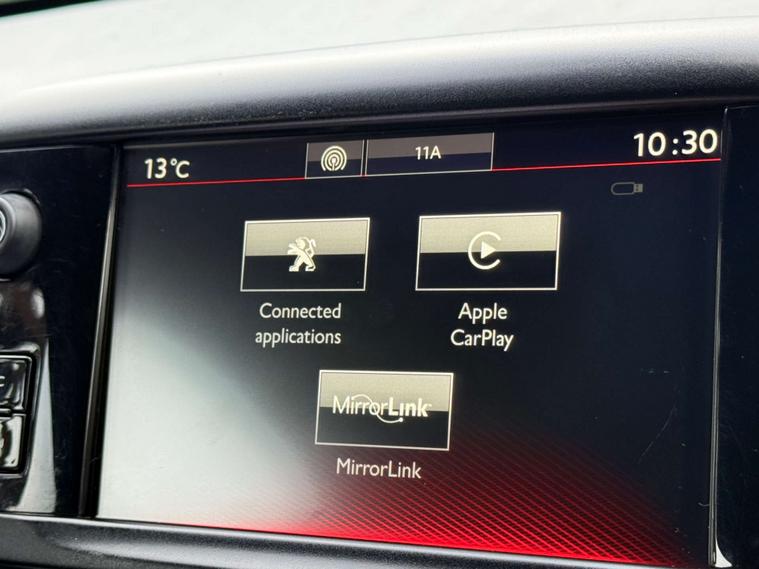 13°C
11A
10:30
Connected
applications
Apple
CarPlay
MirrorLink
MirrorLink